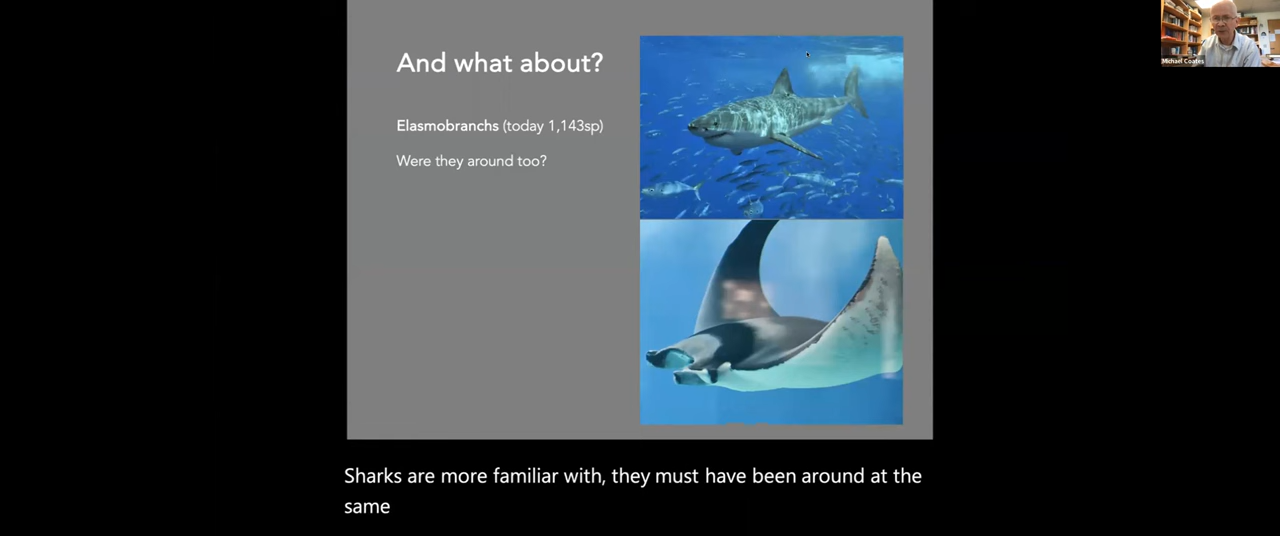 And what about?
Elasmobranchs (today 1,143sp)
Were they around too?
Michael Coates
Sharks are more familiar with, they must have been around at the
same